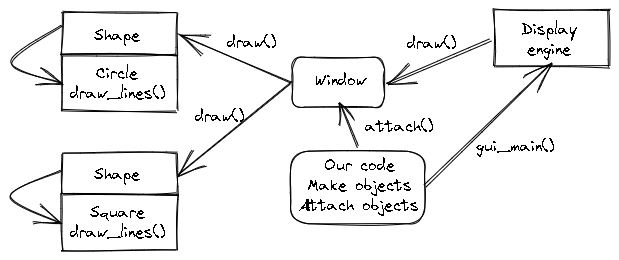 Shape
Circle
draw_lines()
draw()
draw()
Window
draw()
Display
engine
attach()
gui_main()
Our code
Make objects
Attach objects
Shape
Square
draw_lines()